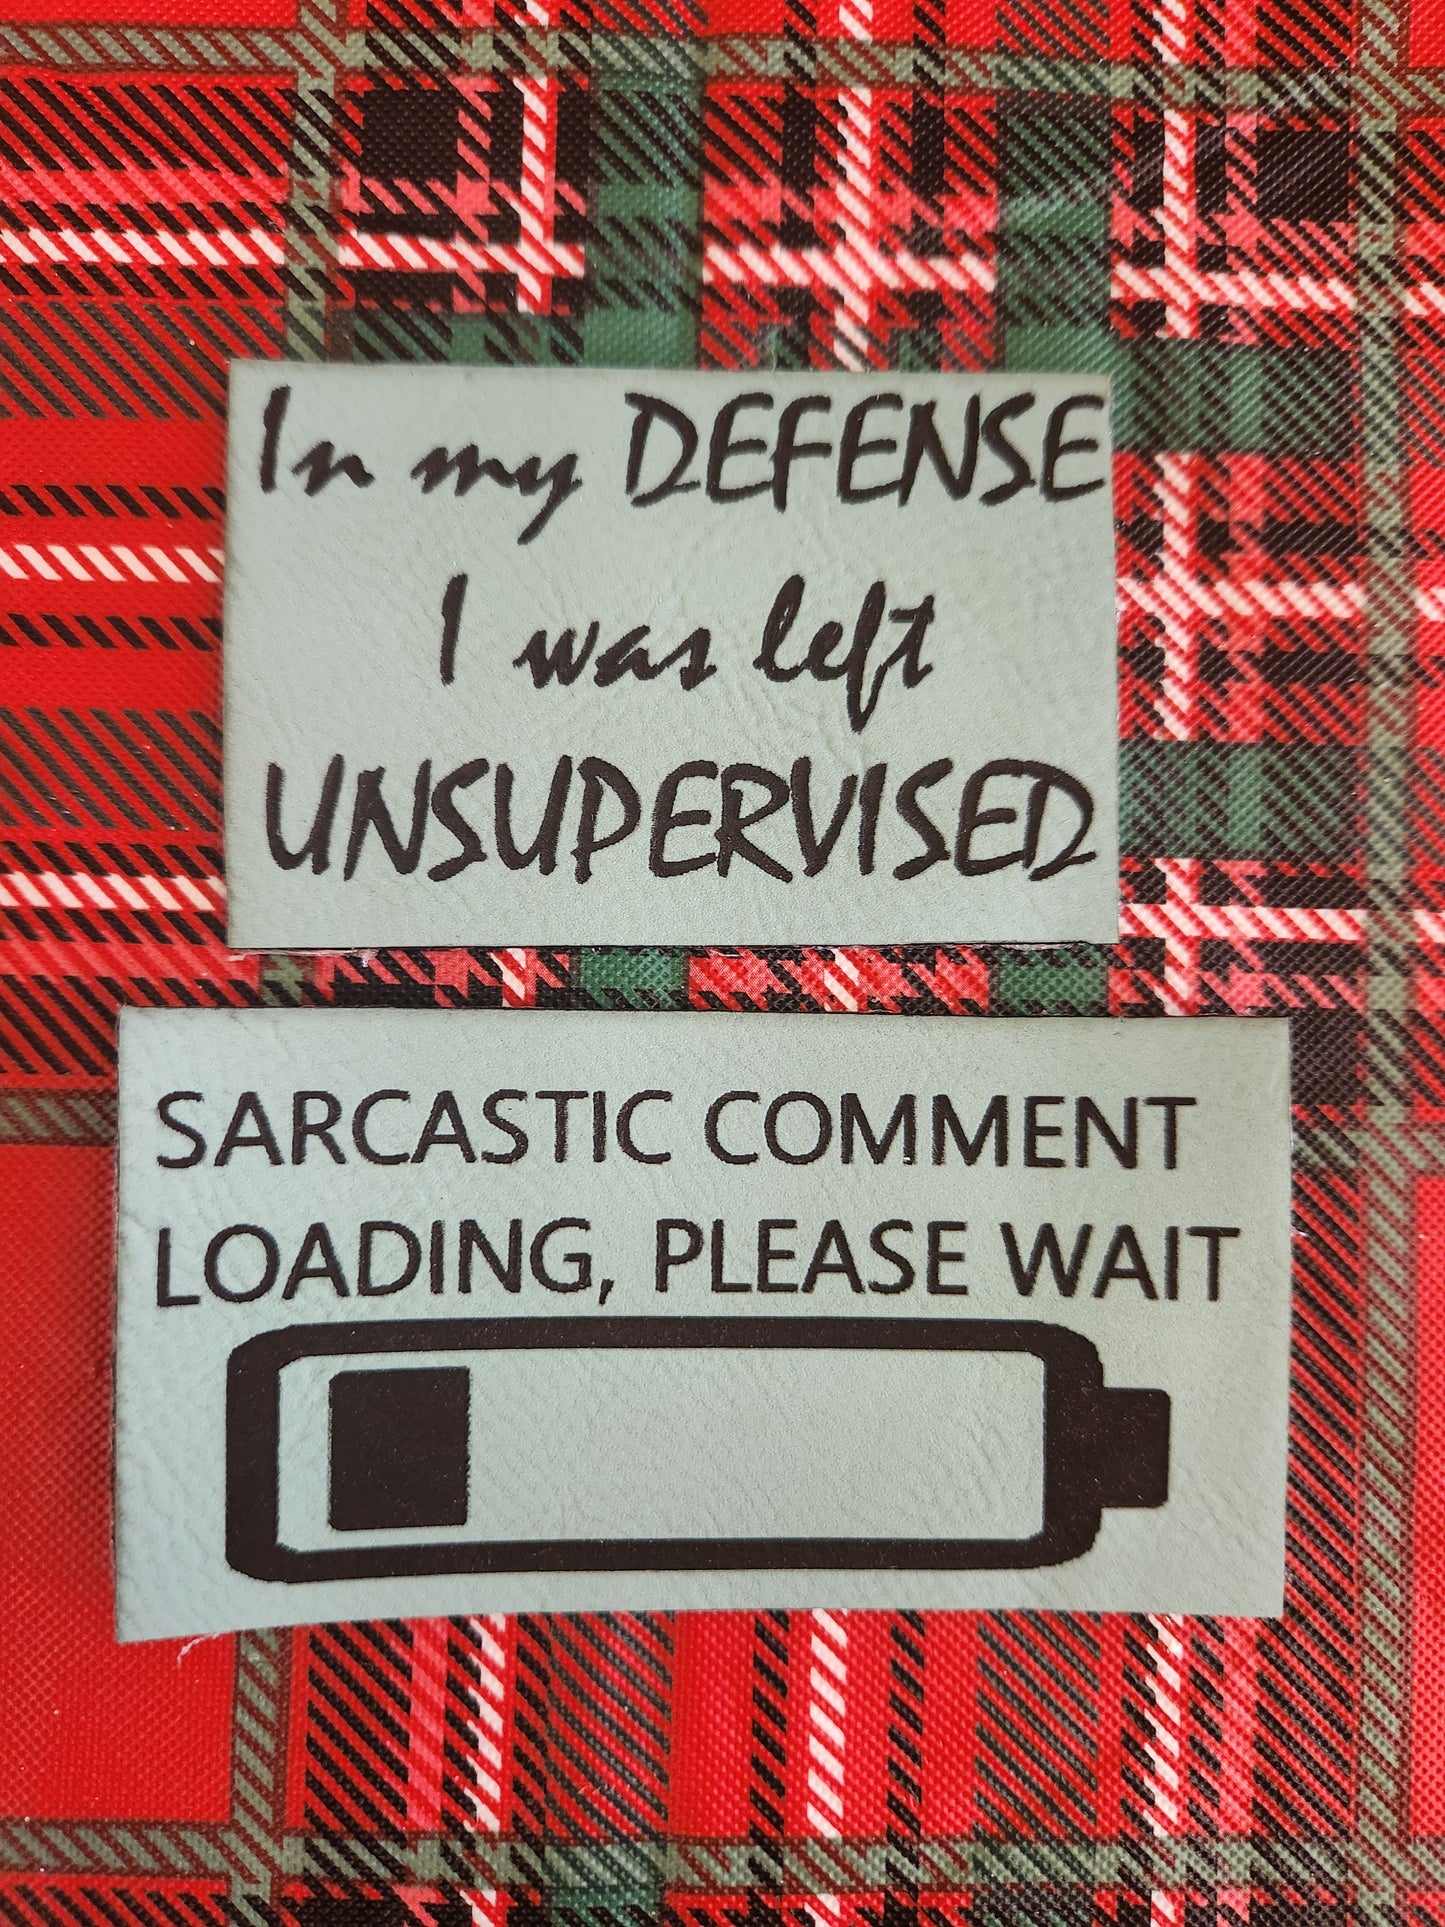 In my DEFENSE
I was left
UNSUPERVISED
SARCASTIC COMMENT
LOADING, PLEASE WAIT